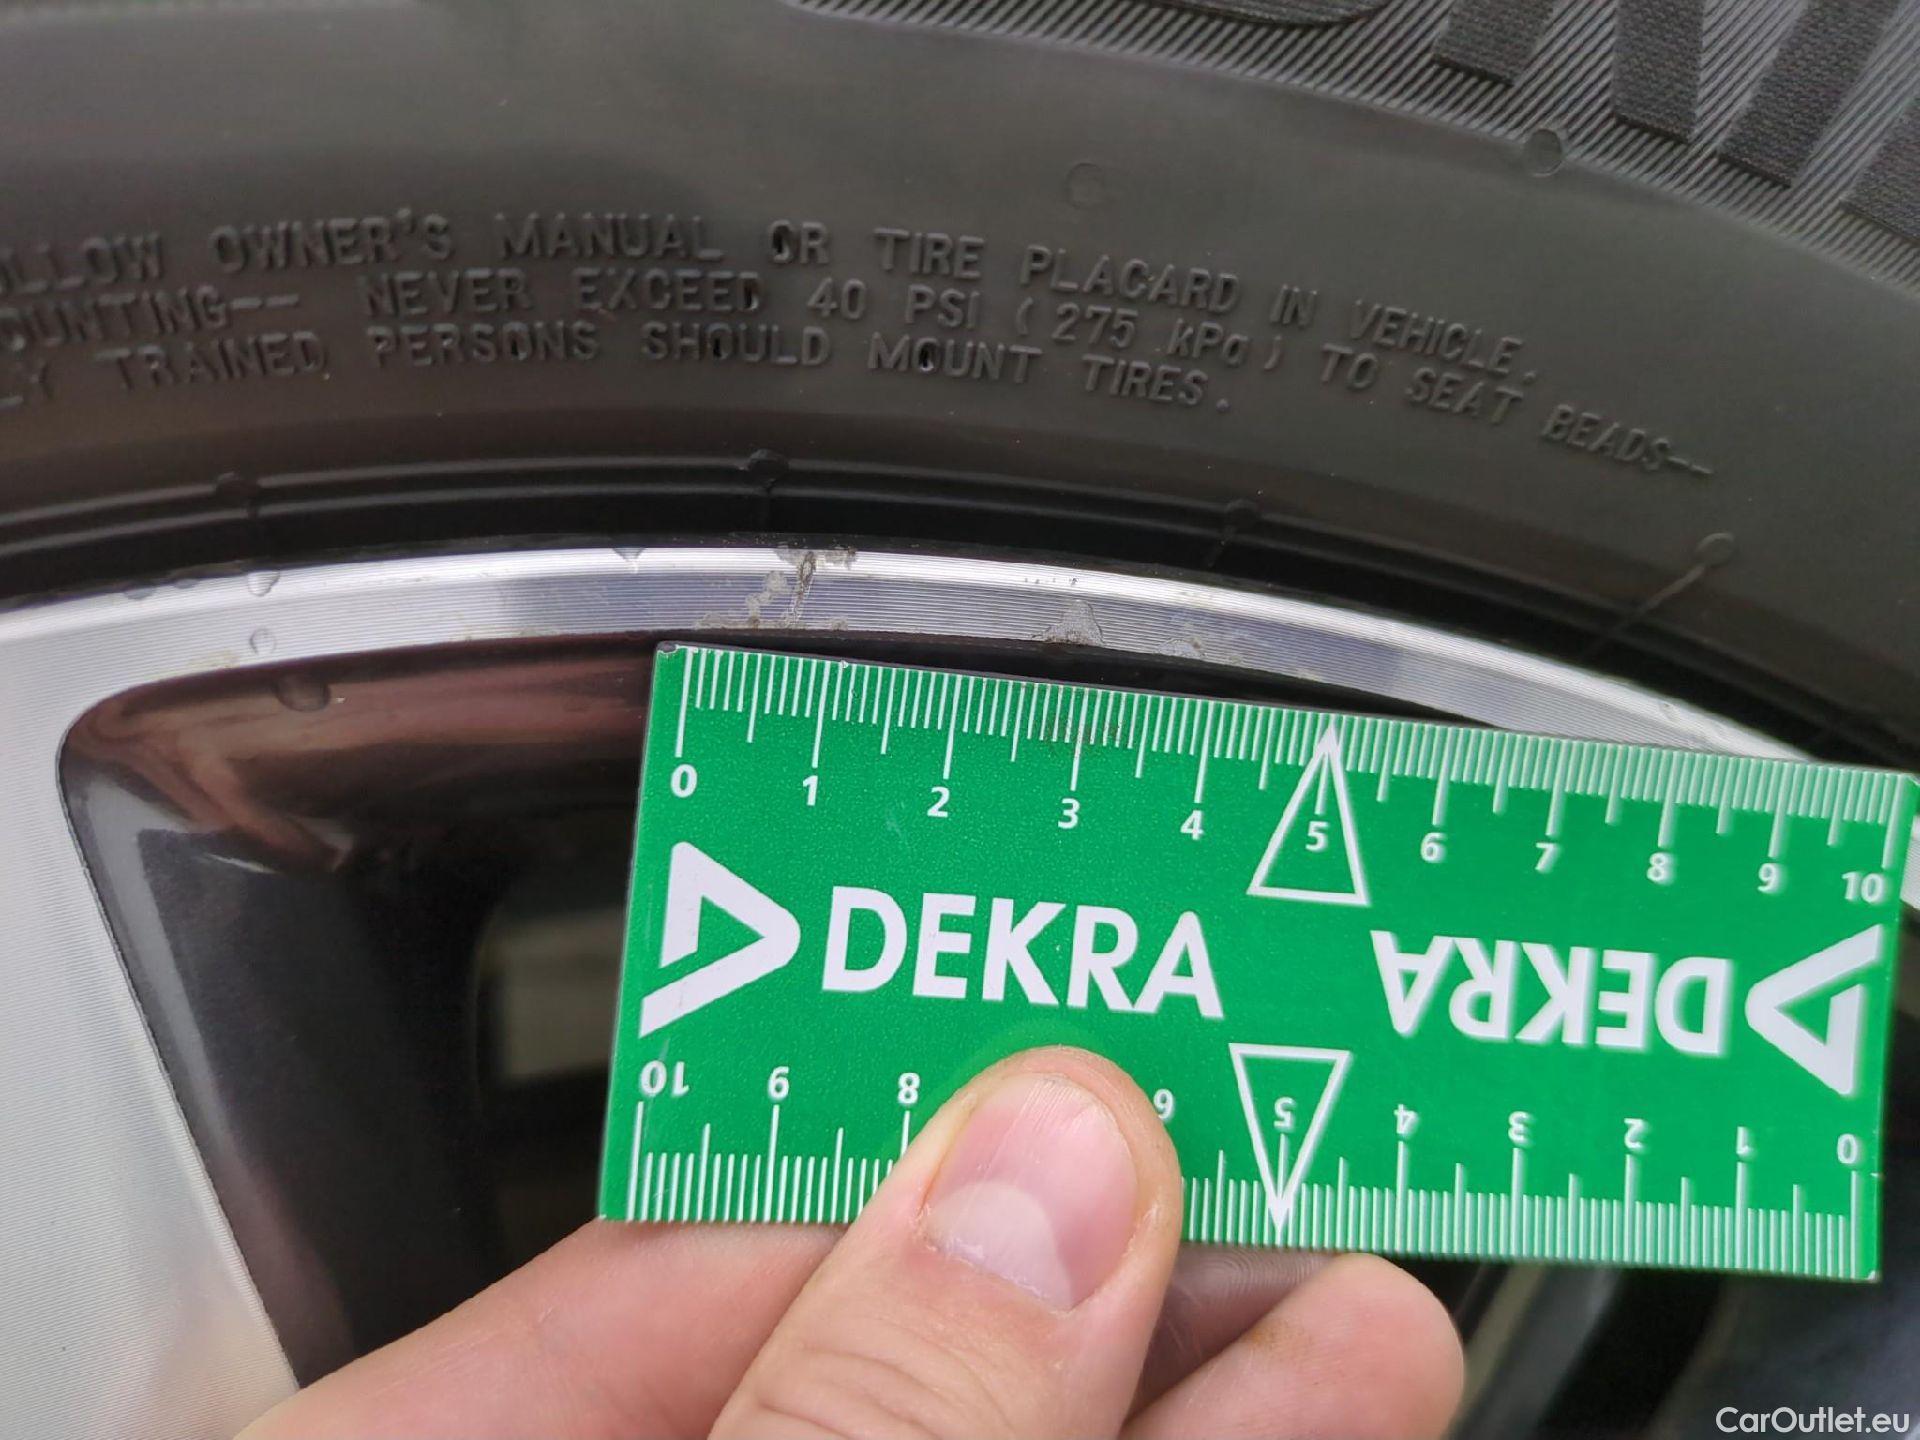 OWNER'S MANUAL OR TIRE PLACARD IN VEHICLE.
NEVER EXCEED 40 PSI (275 kPa) TO SEAT BEADS--
TRAINED PERSONS SHOULD MOUNT TIRES.
0 1 2 3 4 5 6 7 8 9 10
DEKRA
DEKRA
10 9 8 6 5 4 3 2 1 0
CarOutlet.eu